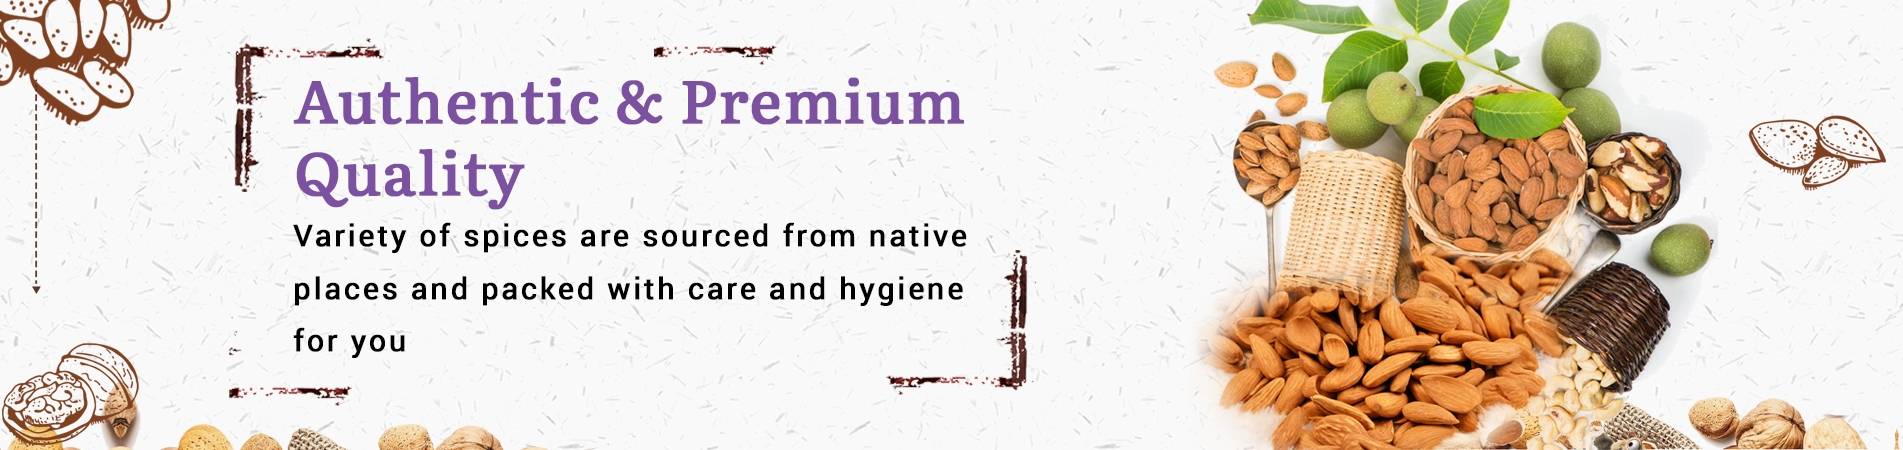 Authentic & Premium
Quality
Variety of spices are sourced from native
places and packed with care and hygiene
for you